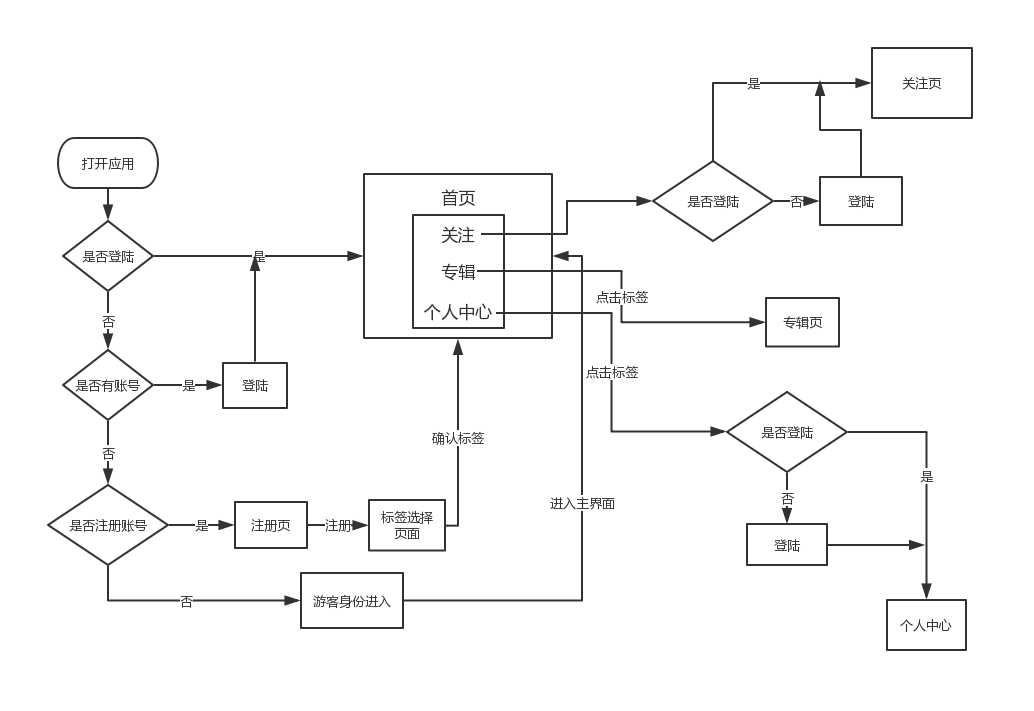 打开应用
是否登陆
是
否
是否有账号
是
登陆
否
是否注册账号
是
注册页
注册
标签选择
页面
确认标签
否
游客身份进入
进入主界面
首页
关注
专辑
个人中心
是否登陆
是
否
登陆
关注页
点击标签
专辑页
点击标签
是否登陆
是
否
登陆
个人中心